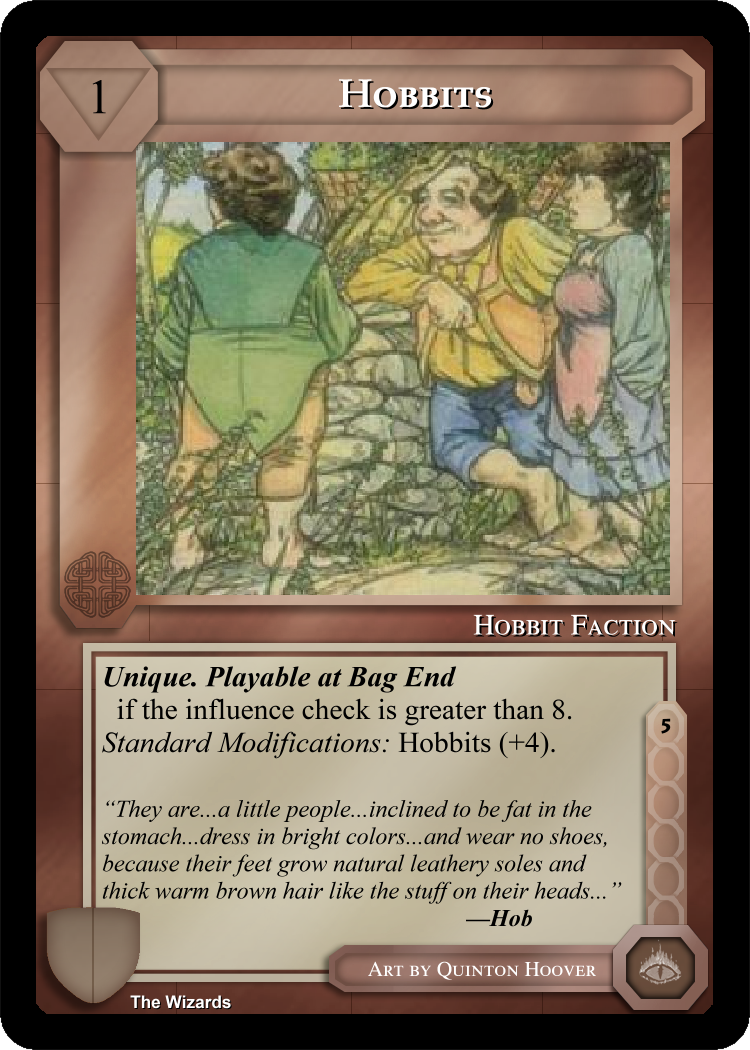 1
Hobbits
Hobbit Faction
Unique. Playable at Bag End
if the influence check is greater than 8.
Standard Modifications: Hobbits (+4).
5
“They are...a little people...inclined to be fat in the
stomach...dress in bright colors...and wear no shoes,
because their feet grow natural leathery soles and
thick warm brown hair like the stuff on their heads...”
—Hob
Art by Quinton Hoover
The Wizards